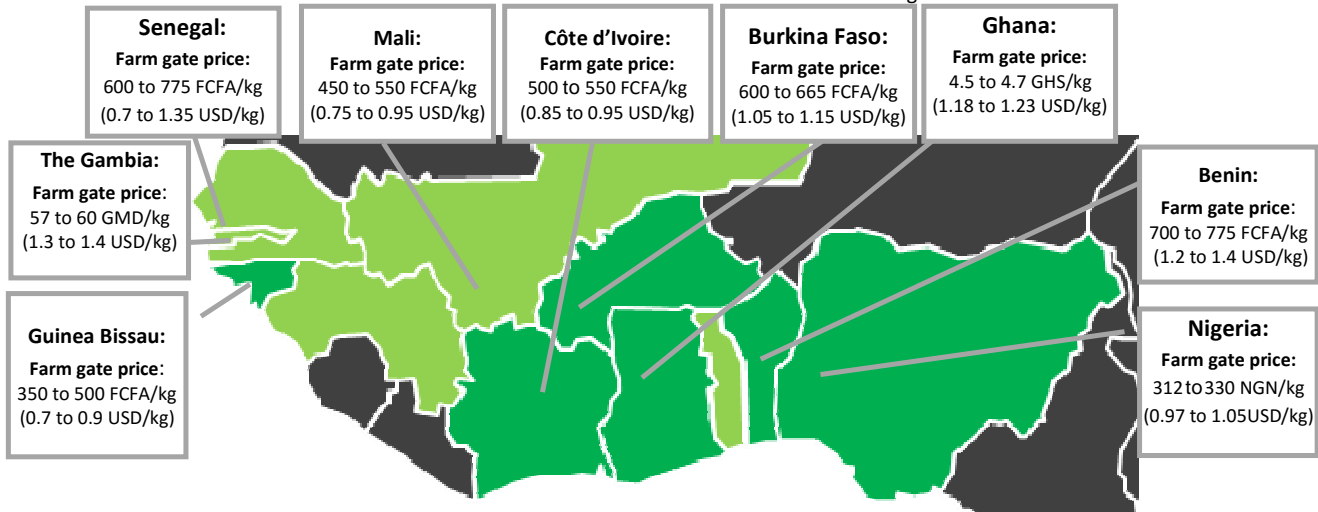 Senegal:
Farm gate price:
600 to 775 FCFA/kg
(0.7 to 1.35 USD/kg)
Mali:
Farm gate price:
450 to 550 FCFA/kg
(0.75 to 0.95 USD/kg)
Côte d’Ivoire:
Farm gate price:
500 to 550 FCFA/kg
(0.85 to 0.95 USD/kg)
Burkina Faso:
Farm gate price:
600 to 665 FCFA/kg
(1.05 to 1.15 USD/kg)
Ghana:
Farm gate price:
4.5 to 4.7 GHS/kg
(1.18 to 1.23 USD/kg)
The Gambia:
Farm gate price:
57 to 60 GMD/kg
(1.3 to 1.4 USD/kg)
Benin:
Farm gate price:
700 to 775 FCFA/kg
(1.2 to 1.4 USD/kg)
Guinea Bissau:
Farm gate price:
350 to 500 FCFA/kg
(0.7 to 0.9 USD/kg)
Nigeria:
Farm gate price:
312 to 330 NGN/kg
(0.97 to 1.05USD/kg)